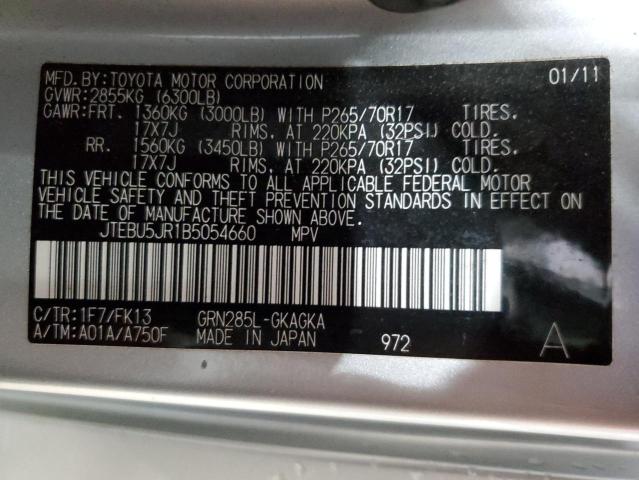 MFD. BY: TOYOTA MOTOR CORPORATION 01/11
GVWR: 2855KG (6300LB)
GAWR: FRT. 1360KG (3000LB) WITH P265/70R17 TIRES.
17X7J RIMS. AT 220KPA (32PSI) COLD.
RR. 1560KG (3450LB) WITH P265/70R17 TIRES.
17X7J RIMS. AT 220KPA (32PSI) COLD.
THIS VEHICLE CONFORMS TO ALL APPLICABLE FEDERAL MOTOR
VEHICLE SAFETY AND THEFT PREVENTION STANDARDS IN EFFECT ON
THE DATE OF MANUFACTURE SHOWN ABOVE.
JTEBU5JR1B5054660 MPV
C/TR: 1F7/FK13 GRN285L-GKAGKA
A/TM: A01A/A750F MADE IN JAPAN 972 A